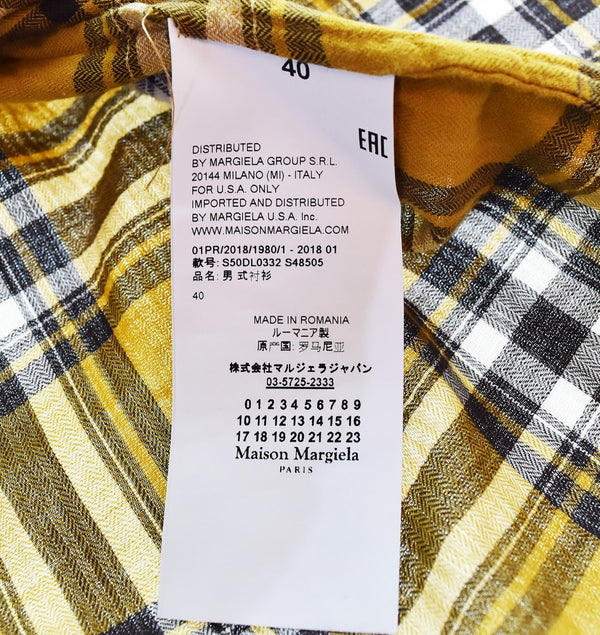 40
EAC
DISTRIBUTED
BY MARGIELA GROUP S.R.L.
20144 MILANO (MI) - ITALY
FOR U.S.A. ONLY
IMPORTED AND DISTRIBUTED
BY MARGIELA U.S.A. Inc.
WWW.MAISONMARGIELA.COM
01PR/2018/1980/1 - 2018 01
款号: S50DL0332 S48505
品名: 男 式衬衫
40
MADE IN ROMANIA
ルーマニア製
原产国: 罗马尼亚
株式会社マルジェラジャパン
03-5725-2333
0 1 2 3 4 5 6 7 8 9
10 11 12 13 14 15 16
17 18 19 20 21 22 23
Maison Margiela
PARIS